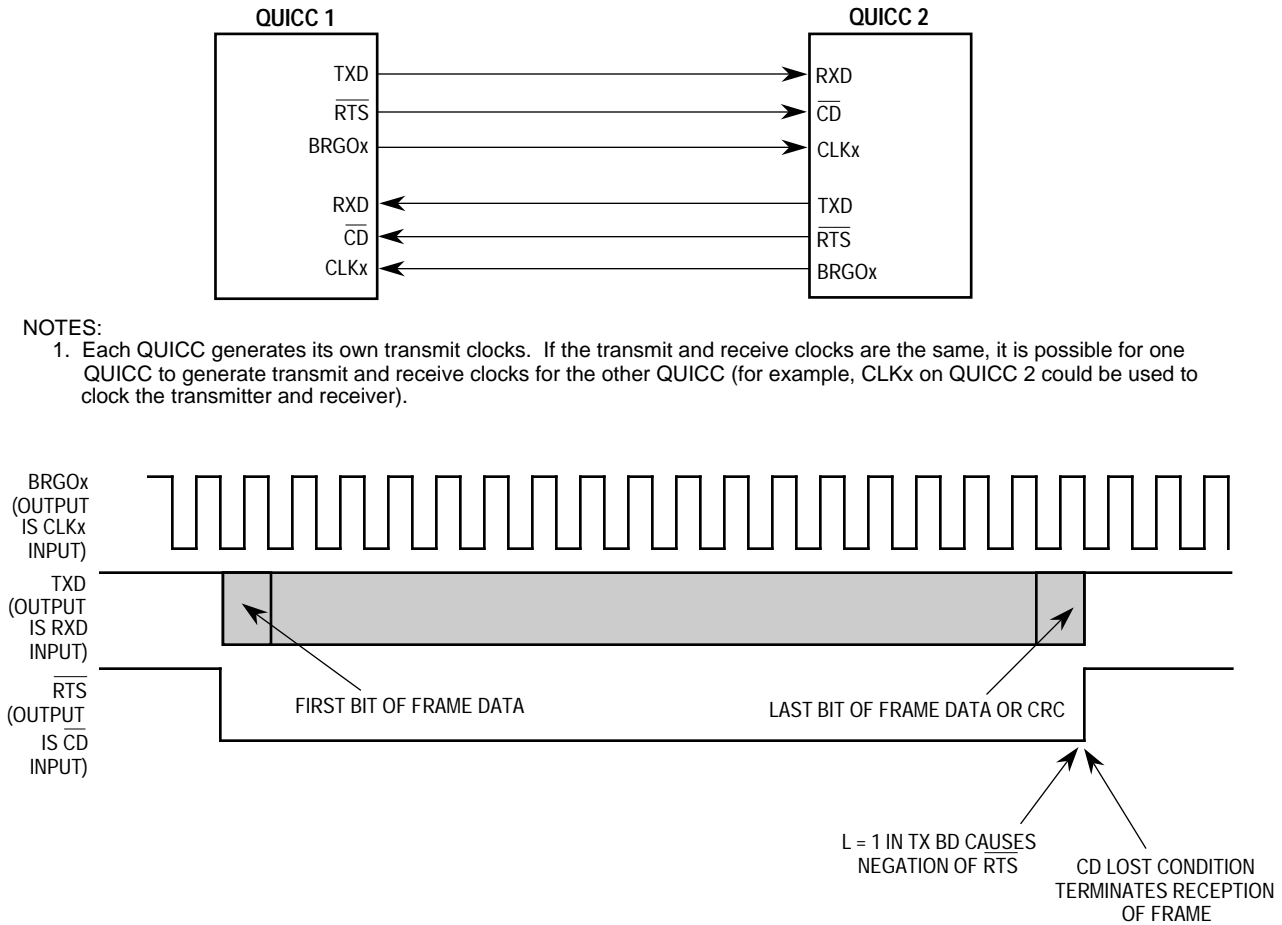 QUICC 1
QUICC 2
TXD
RXD
RTS
CD
BRGOx
CLKx
RXD
TXD
CD
RTS
CLKx
BRGOx
NOTES:
1. Each QUICC generates its own transmit clocks. If the transmit and receive clocks are the same, it is possible for one
QUICC to generate transmit and receive clocks for the other QUICC (for example, CLKx on QUICC 2 could be used to
clock the transmitter and receiver).
BRGOx
(OUTPUT
IS CLKx
INPUT)
TXD
(OUTPUT
IS RXD
INPUT)
RTS
(OUTPUT
IS CD
INPUT)
FIRST BIT OF FRAME DATA
LAST BIT OF FRAME DATA OR CRC
L = 1 IN TX BD CAUSES
NEGATION OF RTS
CD LOST CONDITION
TERMINATES RECEPTION
OF FRAME